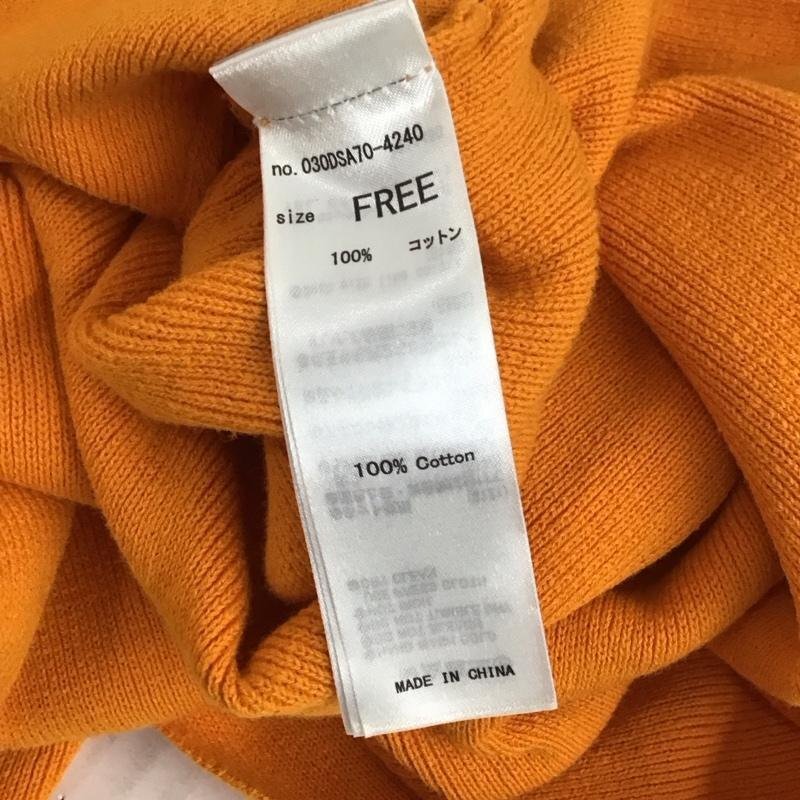 no. 030DSA70-4240
size FREE
100% コットン
100% Cotton
MADE IN CHINA